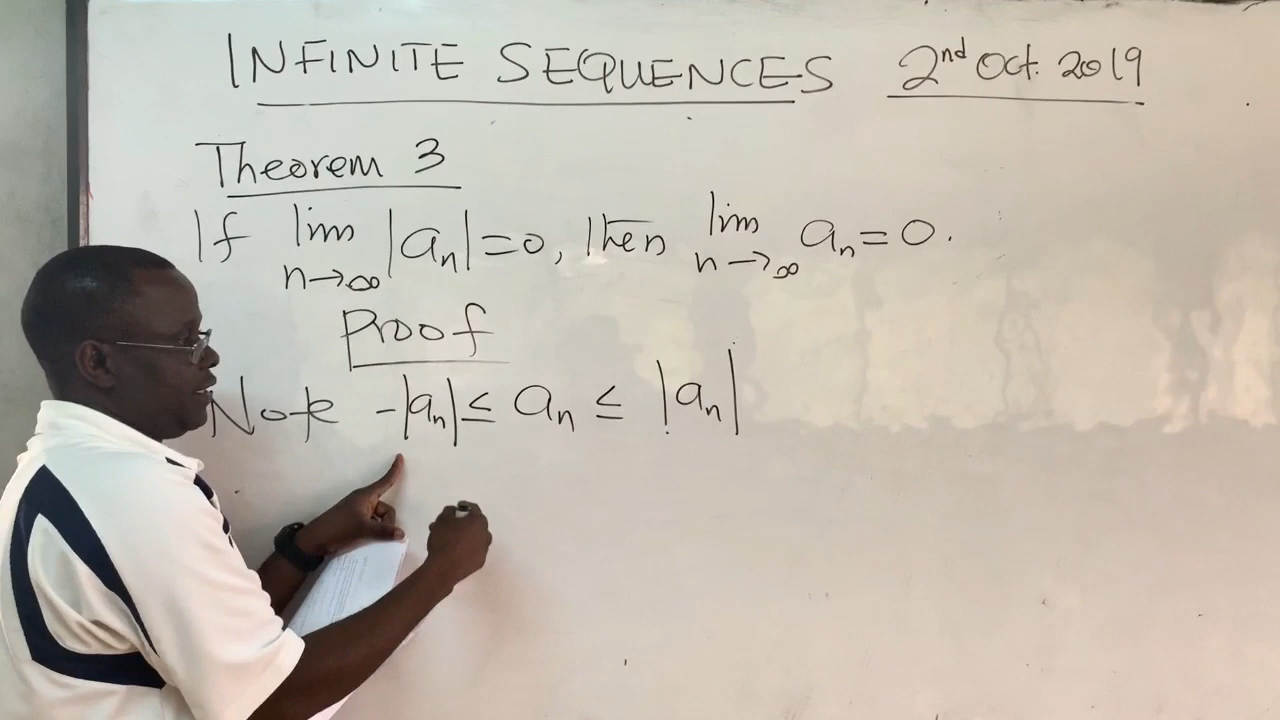 INFINITE SEQUENCES 2nd Oct. 2019
Theorem 3
If lim n→∞ |an|=0, then lim n→∞ an=0.
Proof
Note -|an| ≤ an ≤ |an|